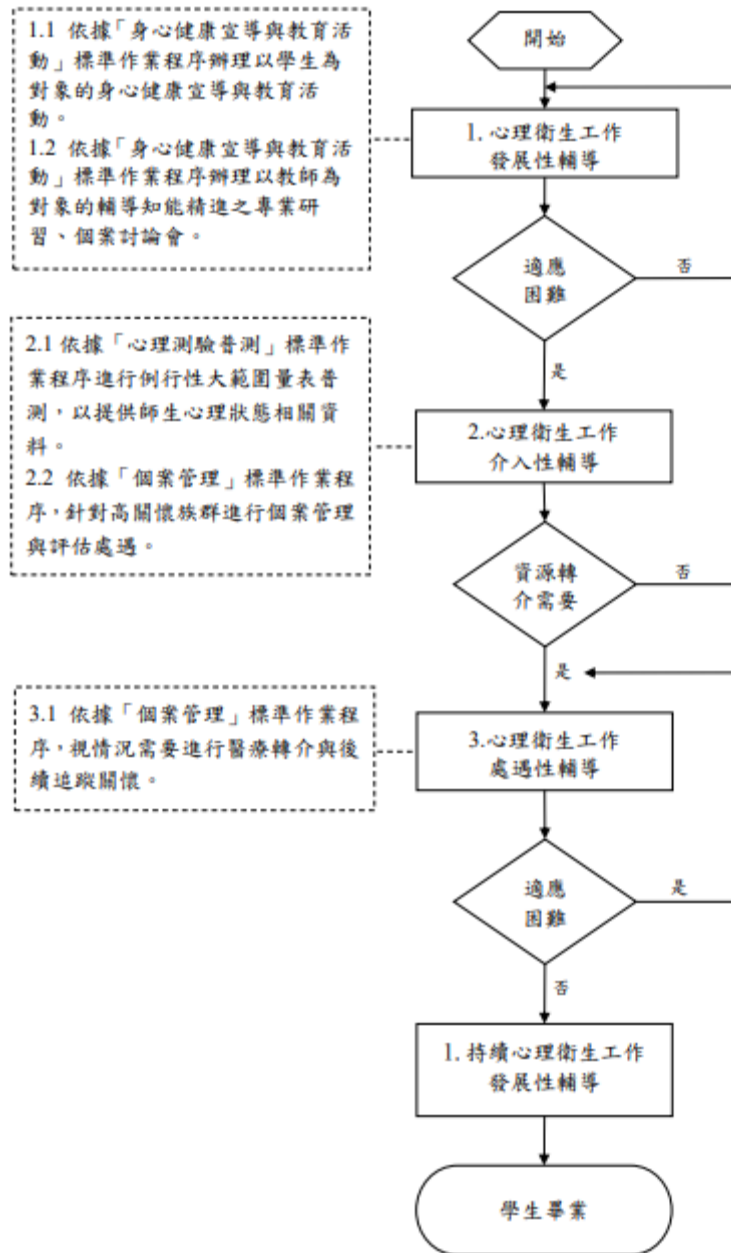 開始
1.1 依據「身心健康宣導與教育活
動」標準作業程序辦理以學生為
對象的身心健康宣導與教育活
動。
1.2 依據「身心健康宣導與教育活
動」標準作業程序辦理以教師為
對象的輔導知能精進之專業研
習、個案討論會。
1. 心理衛生工作
發展性輔導
適應
困難
否
是
2.1 依據「心理測驗普測」標準作
業程序進行例行性大範圍量表普
測，以提供師生心理狀態相關資
料。
2.2 依據「個案管理」標準作業程
序，針對高關懷族群進行個案管理
與評估處遇。
2.心理衛生工作
介入性輔導
資源轉
介需要
否
是
3.1 依據「個案管理」標準作業程
序，視情況需要進行醫療轉介與後
續追蹤關懷。
3.心理衛生工作
處遇性輔導
適應
困難
是
否
1. 持續心理衛生工作
發展性輔導
學生畢業